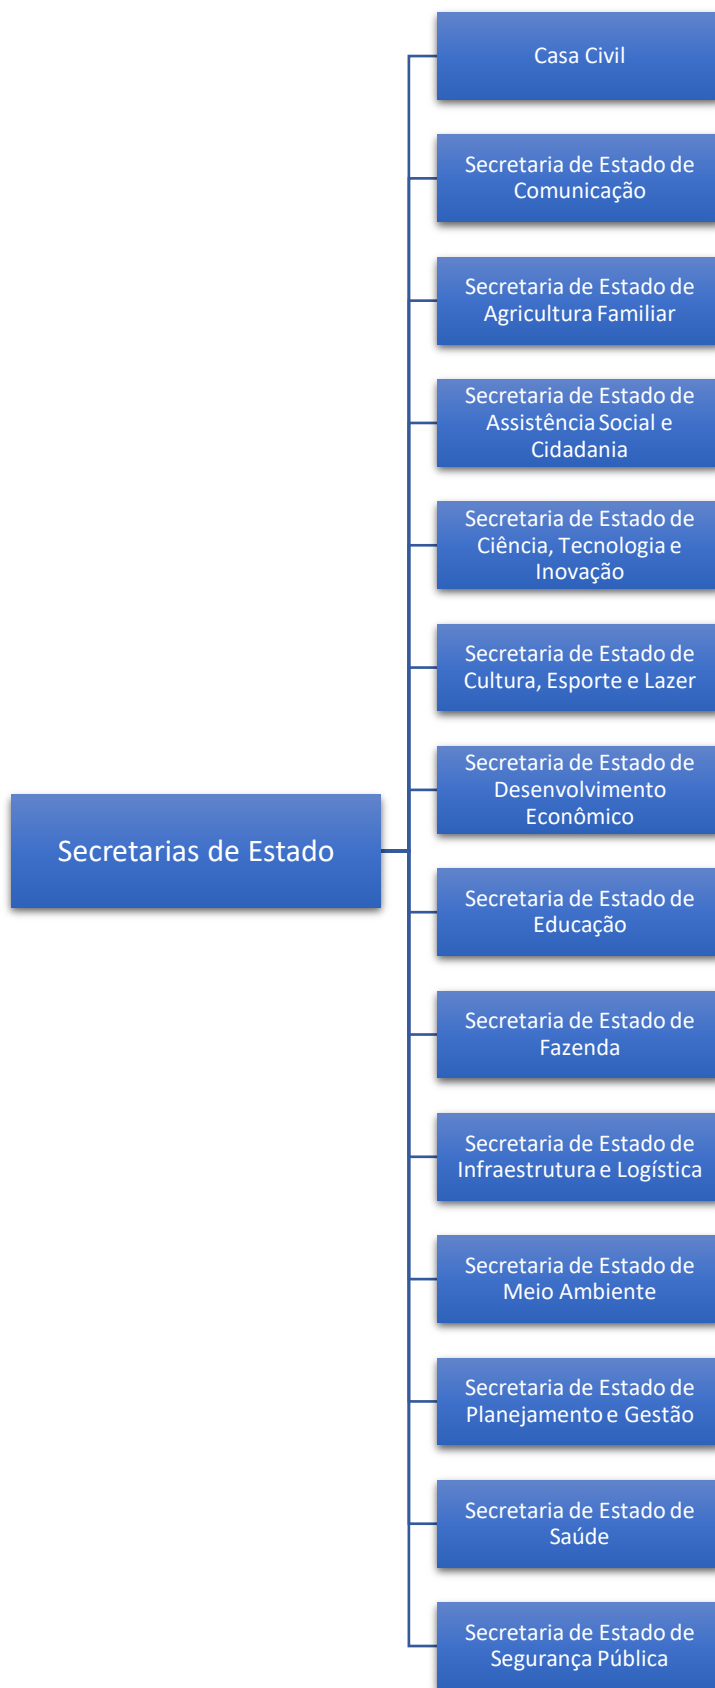 Casa Civil
Secretaria de Estado de
Comunicação
Secretaria de Estado de
Agricultura Familiar
Secretaria de Estado de
Assistência Social e
Cidadania
Secretaria de Estado de
Ciência, Tecnologia e
Inovação
Secretaria de Estado de
Cultura, Esporte e Lazer
Secretaria de Estado de
Desenvolvimento
Econômico
Secretarias de Estado
Secretaria de Estado de
Educação
Secretaria de Estado de
Fazenda
Secretaria de Estado de
Infraestrutura e Logística
Secretaria de Estado de
Meio Ambiente
Secretaria de Estado de
Planejamento e Gestão
Secretaria de Estado de
Saúde
Secretaria de Estado de
Segurança Pública